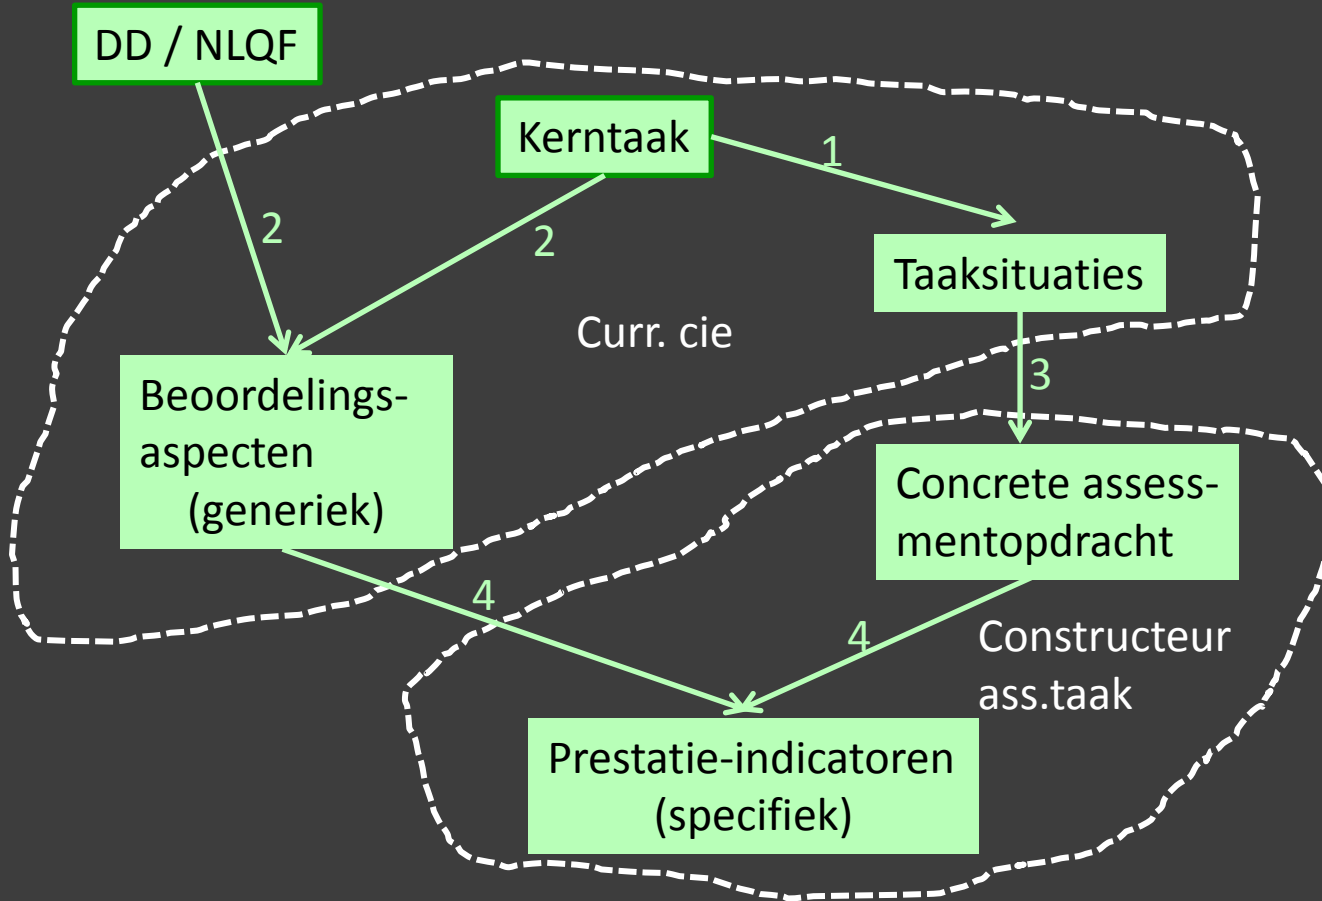 DD / NLQF
Kerntaak
1
2
2
Taaksituaties
Curr. cie
3
Beoordelings-
aspecten
(generiek)
Concrete assess-
mentopdracht
4
4
Constructeur
ass.taak
Prestatie-indicatoren
(specifiek)